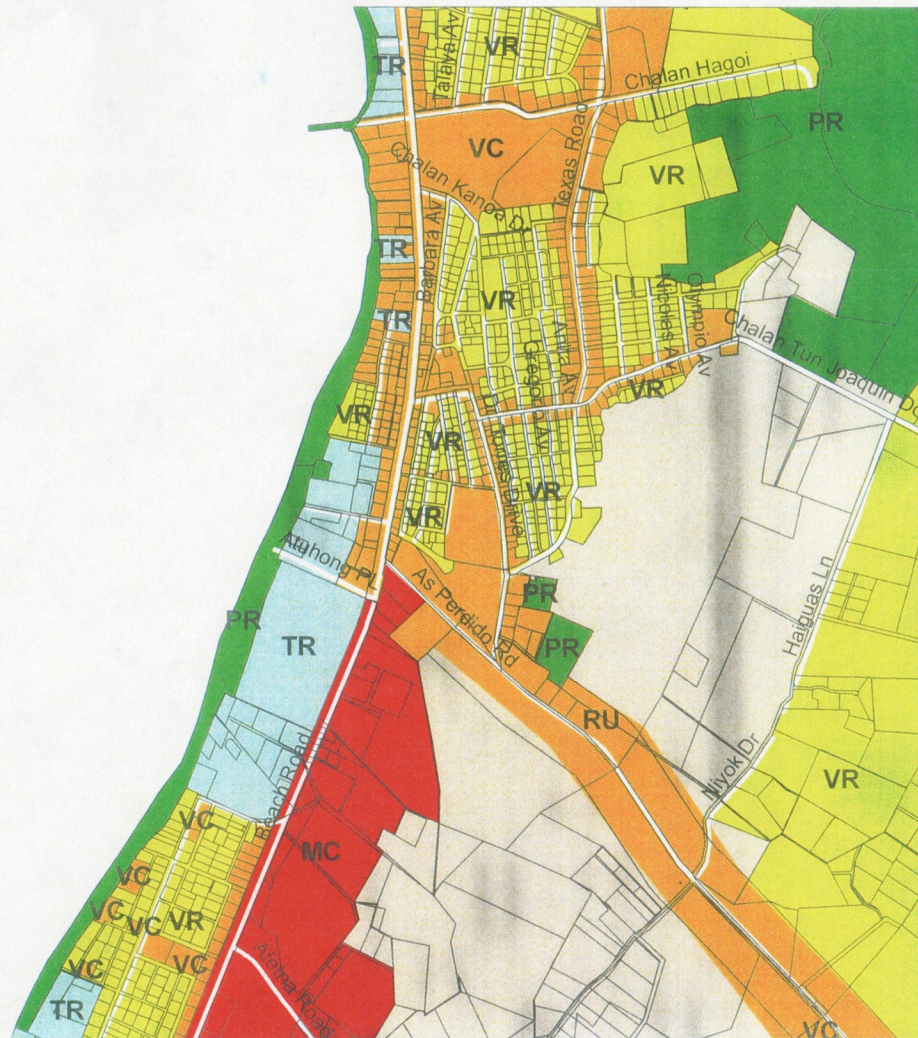 VR
Talaya Av
TR
Chalan Hagoi
PR
VC
Texas Road
Chalan Kanoa Dr
VR
TR
Barbara Av
VR
TR
Nicolas Av
Olympio Av
Chalan Tun Joaquin Do
Anita Av
Gregorio Av
VR
VR
VR
VR
VR
Atuhong PL
As Perdido Rd
PR
PR
PR
TR
Haiguas Ln
RU
Niyok Dr
VR
Beach Road
VC
MC
VC
VC
VC
VR
VC
VC
TR
Afetna Road
VC